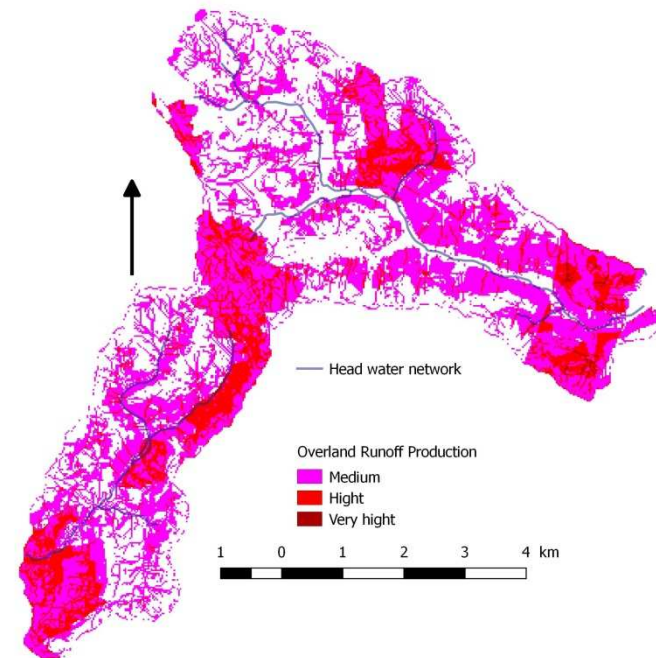 Head water network
Overland Runoff Production
Medium
Hight
Very hight
1 0 1 2 3 4 km